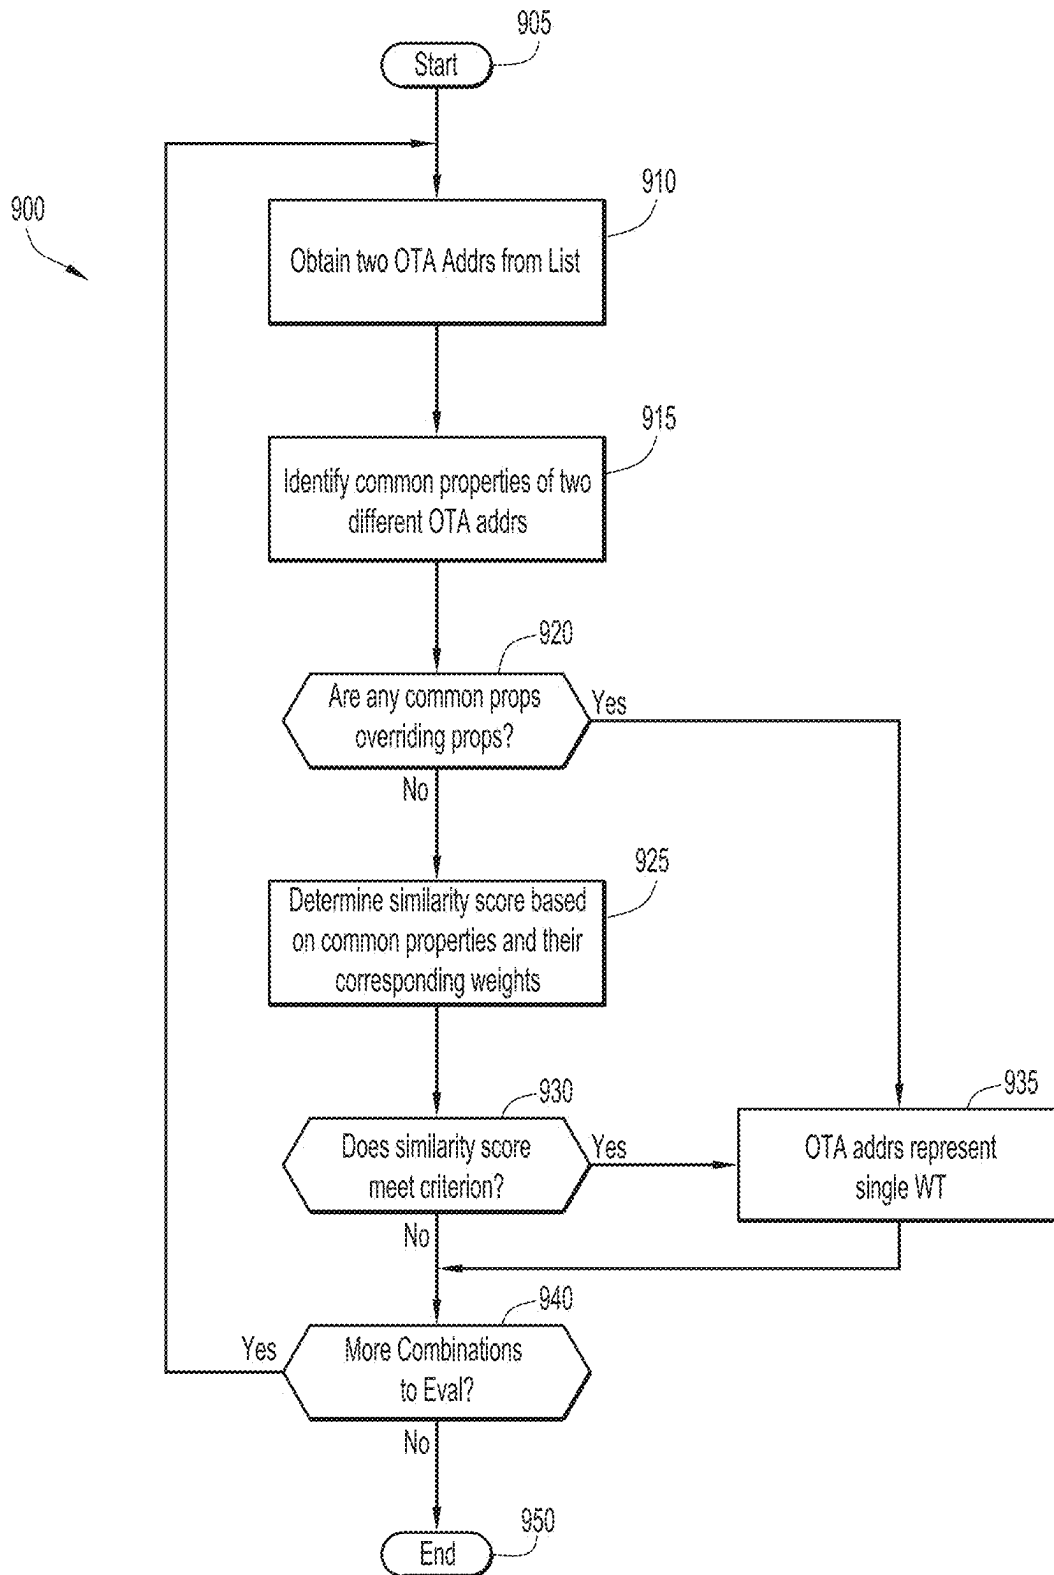 905
Start
900
910
Obtain two OTA Addrs from List
915
Identify common properties of two
different OTA addrs
920
Are any common props
overriding props?
Yes
No
925
Determine similarity score based
on common properties and their
corresponding weights
930
Does similarity score
meet criterion?
Yes
No
935
OTA addrs represent
single WT
940
More Combinations
to Eval?
Yes
No
950
End